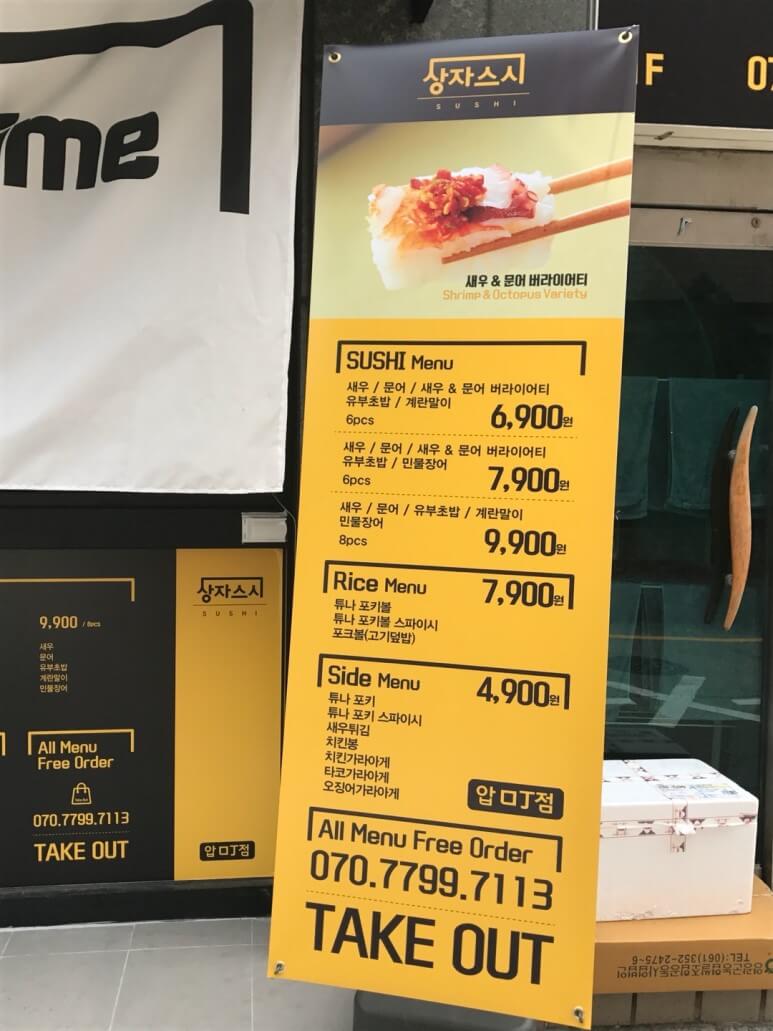 me
F
07
상자스시
SUSHI
새우 & 문어 버라이어티
Shrimp & Octopus Variety
SUSHI Menu
새우 / 문어 / 새우 & 문어 버라이어티
유부초밥 / 계란말이
6pcs 6,900원
새우 / 문어 / 새우 & 문어 버라이어티
유부초밥 / 민물장어
6pcs 7,900원
새우 / 문어 / 유부초밥 / 계란말이
민물장어
8pcs 9,900원
Rice Menu 7,900원
튜나 포키볼
튜나 포키볼 스파이시
포크볼(고기덮밥)
Side Menu 4,900원
튜나 포키
튜나 포키 스파이시
새우튀김
치킨봉
치킨가라아게
타코가라아게
오징어가라아게
압ㅁJ점
All Menu Free Order
070.7799.7113
TAKE OUT
상자스시
SUSHI
9,900 / 8pcs
새우
문어
유부초밥
계란말이
민물장어
All Menu
Free Order
070.7799.7113
TAKE OUT
압ㅁJ점
TEL:(061)352-2475~6